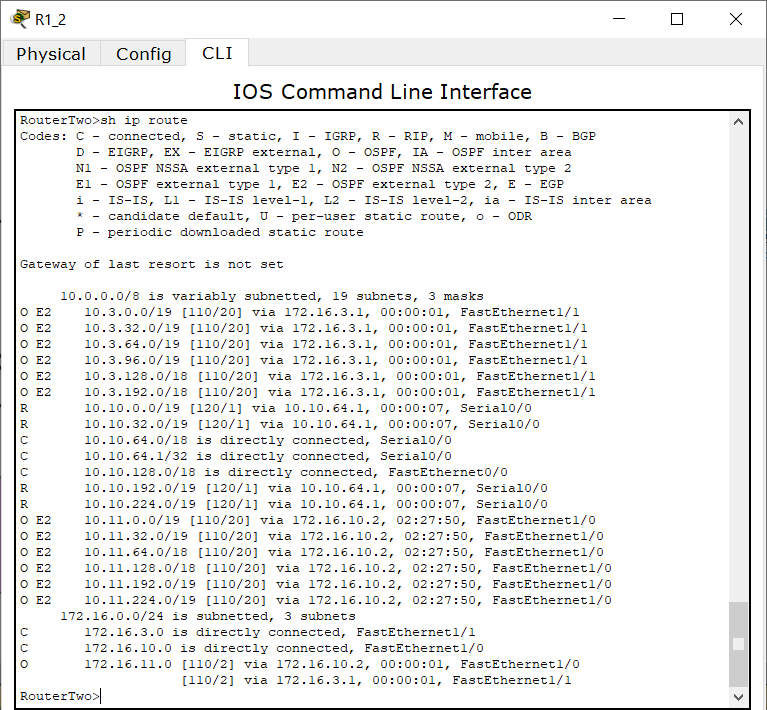 R1_2
Physical Config CLI
IOS Command Line Interface
RouterTwo>sh ip route
Codes: C - connected, S - static, I - IGRP, R - RIP, M - mobile, B - BGP
D - EIGRP, EX - EIGRP external, O - OSPF, IA - OSPF inter area
N1 - OSPF NSSA external type 1, N2 - OSPF NSSA external type 2
E1 - OSPF external type 1, E2 - OSPF external type 2, E - EGP
i - IS-IS, L1 - IS-IS level-1, L2 - IS-IS level-2, ia - IS-IS inter area
* - candidate default, U - per-user static route, o - ODR
P - periodic downloaded static route
Gateway of last resort is not set
10.0.0.0/8 is variably subnetted, 19 subnets, 3 masks
O E2 10.3.0.0/19 [110/20] via 172.16.3.1, 00:00:01, FastEthernet1/1
O E2 10.3.32.0/19 [110/20] via 172.16.3.1, 00:00:01, FastEthernet1/1
O E2 10.3.64.0/19 [110/20] via 172.16.3.1, 00:00:01, FastEthernet1/1
O E2 10.3.96.0/19 [110/20] via 172.16.3.1, 00:00:01, FastEthernet1/1
O E2 10.3.128.0/18 [110/20] via 172.16.3.1, 00:00:01, FastEthernet1/1
O E2 10.3.192.0/18 [110/20] via 172.16.3.1, 00:00:01, FastEthernet1/1
R 10.10.0.0/19 [120/1] via 10.10.64.1, 00:00:07, Serial0/0
R 10.10.32.0/19 [120/1] via 10.10.64.1, 00:00:07, Serial0/0
C 10.10.64.0/18 is directly connected, Serial0/0
C 10.10.64.1/32 is directly connected, Serial0/0
C 10.10.128.0/18 is directly connected, FastEthernet0/0
R 10.10.192.0/19 [120/1] via 10.10.64.1, 00:00:07, Serial0/0
R 10.10.224.0/19 [120/1] via 10.10.64.1, 00:00:07, Serial0/0
O E2 10.11.0.0/19 [110/20] via 172.16.10.2, 02:27:50, FastEthernet1/0
O E2 10.11.32.0/19 [110/20] via 172.16.10.2, 02:27:50, FastEthernet1/0
O E2 10.11.64.0/18 [110/20] via 172.16.10.2, 02:27:50, FastEthernet1/0
O E2 10.11.128.0/18 [110/20] via 172.16.10.2, 02:27:50, FastEthernet1/0
O E2 10.11.192.0/19 [110/20] via 172.16.10.2, 02:27:50, FastEthernet1/0
O E2 10.11.224.0/19 [110/20] via 172.16.10.2, 02:27:50, FastEthernet1/0
172.16.0.0/24 is subnetted, 3 subnets
C 172.16.3.0 is directly connected, FastEthernet1/1
C 172.16.10.0 is directly connected, FastEthernet1/0
O 172.16.11.0 [110/2] via 172.16.10.2, 00:00:01, FastEthernet1/0
[110/2] via 172.16.3.1, 00:00:01, FastEthernet1/1
RouterTwo>